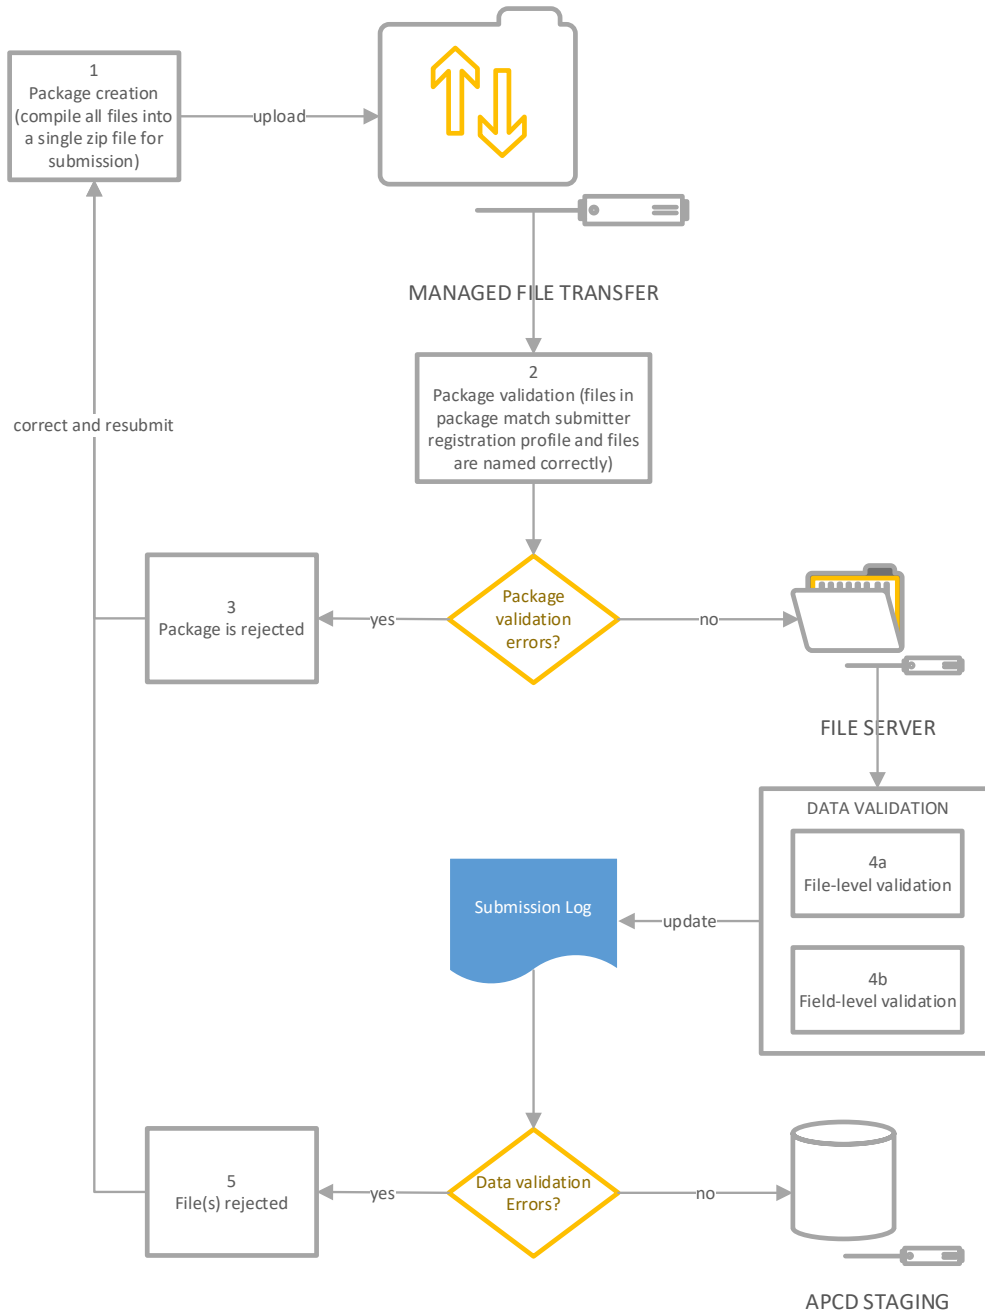 1
Package creation
(compile all files into
a single zip file for
submission)
upload
MANAGED FILE TRANSFER
2
Package validation (files in
package match submitter
registration profile and files
are named correctly)
correct and resubmit
3
Package is rejected
yes
Package
validation
errors?
no
FILE SERVER
DATA VALIDATION
4a
File-level validation
Submission Log
update
4b
Field-level validation
5
File(s) rejected
yes
Data validation
Errors?
no
APCD STAGING